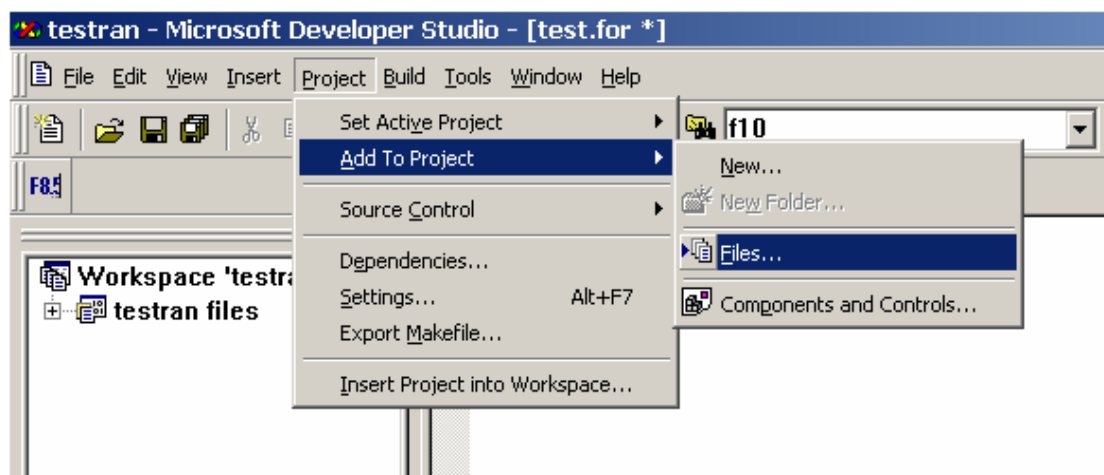 testran - Microsoft Developer Studio - [test.for *]
File Edit View Insert Project Build Tools Window Help
f10
F8.5
Set Active Project
Add To Project
Source Control
Dependencies...
Settings... Alt+F7
Export Makefile...
Insert Project into Workspace...
New...
New Folder...
Files...
Components and Controls...
Workspace 'testra
testran files